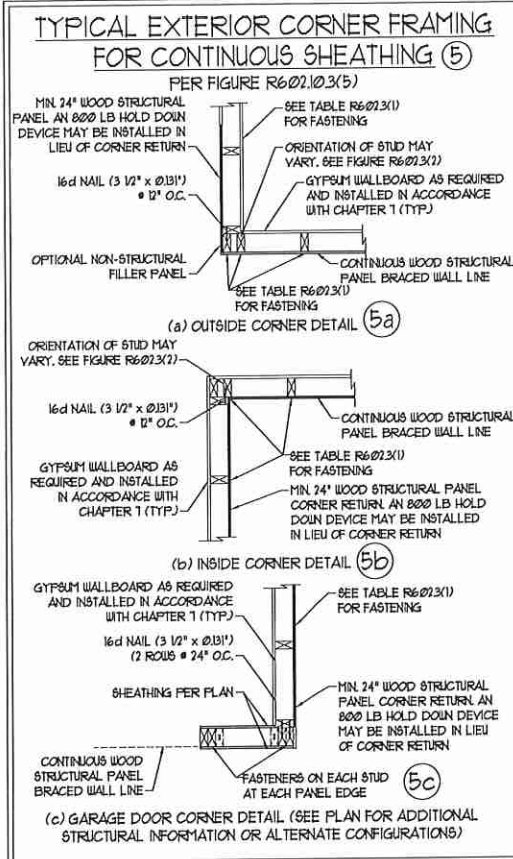 TYPICAL EXTERIOR CORNER FRAMING
FOR CONTINUOUS SHEATHING 5
PER FIGURE R602.10.3(5)
MIN. 24" WOOD STRUCTURAL
PANEL AN 800 LB HOLD DOWN
DEVICE MAY BE INSTALLED IN
LIEU OF CORNER RETURN
16d NAIL (3 1/2" x Ø.131")
@ 12" O.C.
OPTIONAL NON-STRUCTURAL
FILLER PANEL
SEE TABLE R602.3(1)
FOR FASTENING
ORIENTATION OF STUD MAY
VARY. SEE FIGURE R602.3(2)
GYPSUM WALLBOARD AS REQUIRED
AND INSTALLED IN ACCORDANCE
WITH CHAPTER 7 (TYP.)
CONTINUOUS WOOD STRUCTURAL
PANEL BRACED WALL LINE
SEE TABLE R602.3(1)
FOR FASTENING
(a) OUTSIDE CORNER DETAIL 5a
ORIENTATION OF STUD MAY
VARY. SEE FIGURE R602.3(2)
16d NAIL (3 1/2" x Ø.131")
@ 12" O.C.
GYPSUM WALLBOARD AS
REQUIRED AND INSTALLED
IN ACCORDANCE WITH
CHAPTER 7 (TYP.)
CONTINUOUS WOOD STRUCTURAL
PANEL BRACED WALL LINE
SEE TABLE R602.3(1)
FOR FASTENING
MIN. 24" WOOD STRUCTURAL PANEL
CORNER RETURN. AN 800 LB HOLD
DOWN DEVICE MAY BE INSTALLED
IN LIEU OF CORNER RETURN
(b) INSIDE CORNER DETAIL 5b
GYPSUM WALLBOARD AS REQUIRED
AND INSTALLED IN ACCORDANCE
WITH CHAPTER 7 (TYP.)
16d NAIL (3 1/2" x Ø.131")
(2 ROWS @ 24" O.C.
SHEATHING PER PLAN
CONTINUOUS WOOD
STRUCTURAL PANEL
BRACED WALL LINE
SEE TABLE R602.3(1)
FOR FASTENING
MIN. 24" WOOD STRUCTURAL
PANEL CORNER RETURN. AN
800 LB HOLD DOWN DEVICE
MAY BE INSTALLED IN LIEU
OF CORNER RETURN
FASTENERS ON EACH STUD
AT EACH PANEL EDGE
5c
(c) GARAGE DOOR CORNER DETAIL (SEE PLAN FOR ADDITIONAL
STRUCTURAL INFORMATION OR ALTERNATE CONFIGURATIONS)